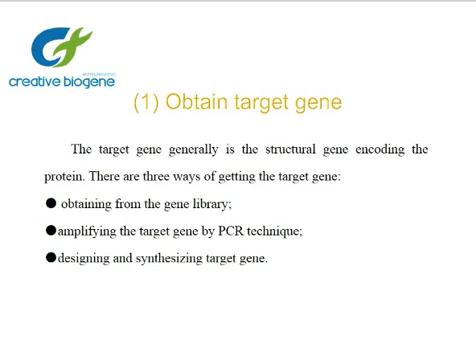 creative biogene
(1) Obtain target gene
The target gene generally is the structural gene encoding the
protein. There are three ways of getting the target gene:
● obtaining from the gene library;
● amplifying the target gene by PCR technique;
● designing and synthesizing target gene.